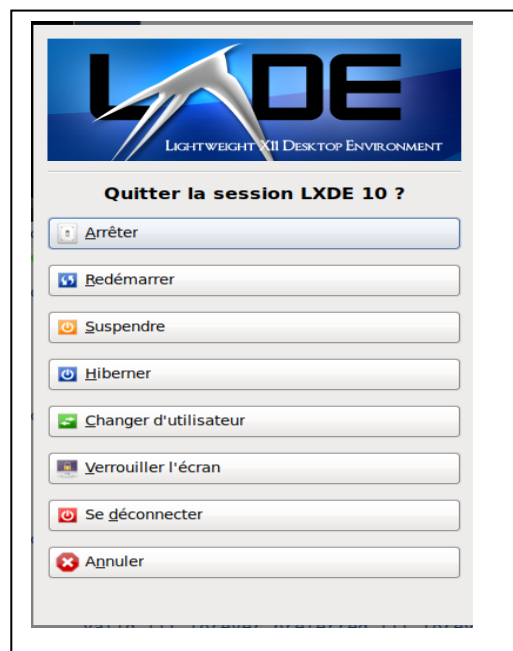 LXDE
Lightweight X11 Desktop Environment
Quitter la session LXDE 10 ?
Arrêter
Redémarrer
Suspendre
Hiberner
Changer d'utilisateur
Verrouiller l'écran
Se déconnecter
Annuler